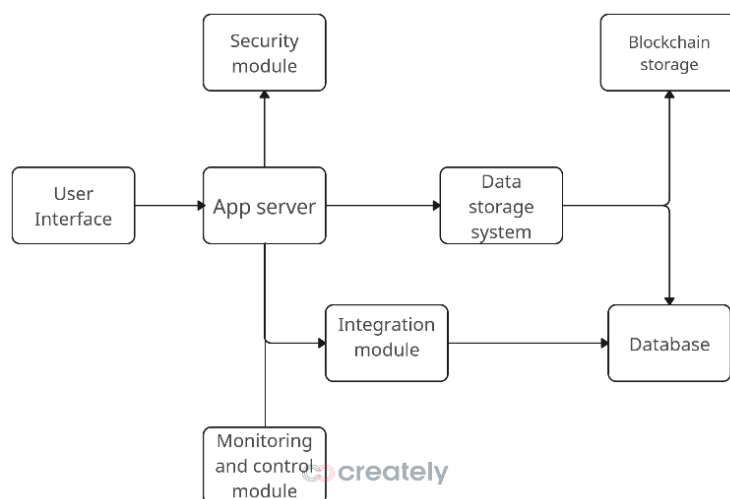 Security
module
Blockchain
storage
User
Interface
App server
Data
storage
system
Integration
module
Database
Monitoring
and control
module
creately